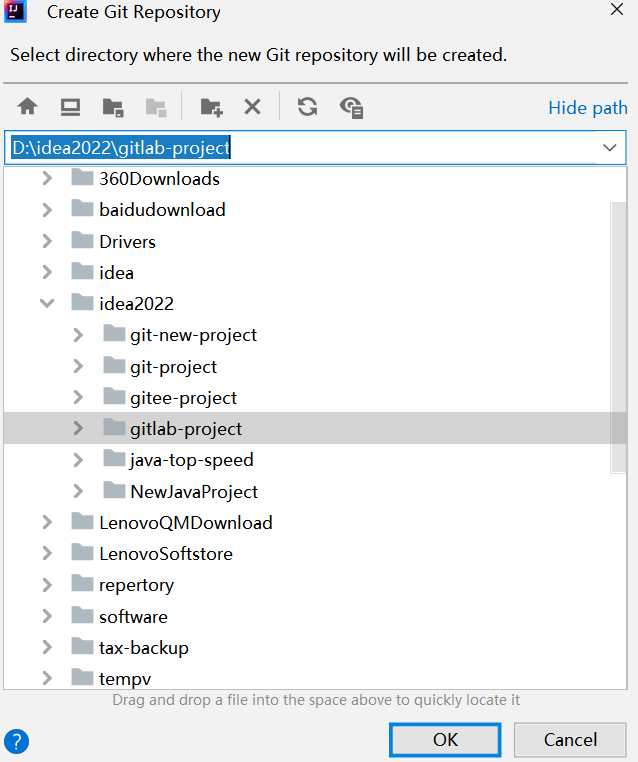 IJ
Create Git Repository
Select directory where the new Git repository will be created.
Hide path
D:\idea2022\gitlab-project
360Downloads
baidudownload
Drivers
idea
idea2022
git-new-project
git-project
gitee-project
gitlab-project
java-top-speed
NewJavaProject
LenovoQMDownload
LenovoSoftstore
repertory
software
tax-backup
tempv
Drag and drop a file into the space above to quickly locate it
?
OK
Cancel